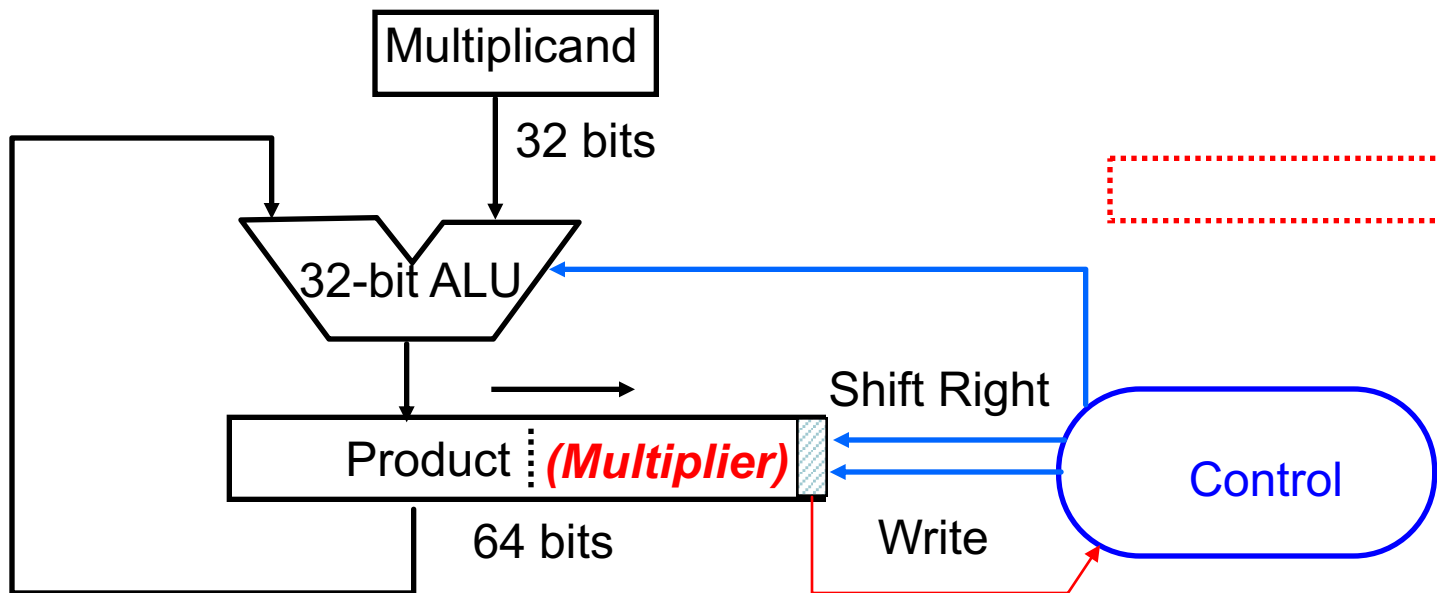 Multiplicand
32 bits
32-bit ALU
Shift Right
Product (Multiplier)
Control
64 bits
Write